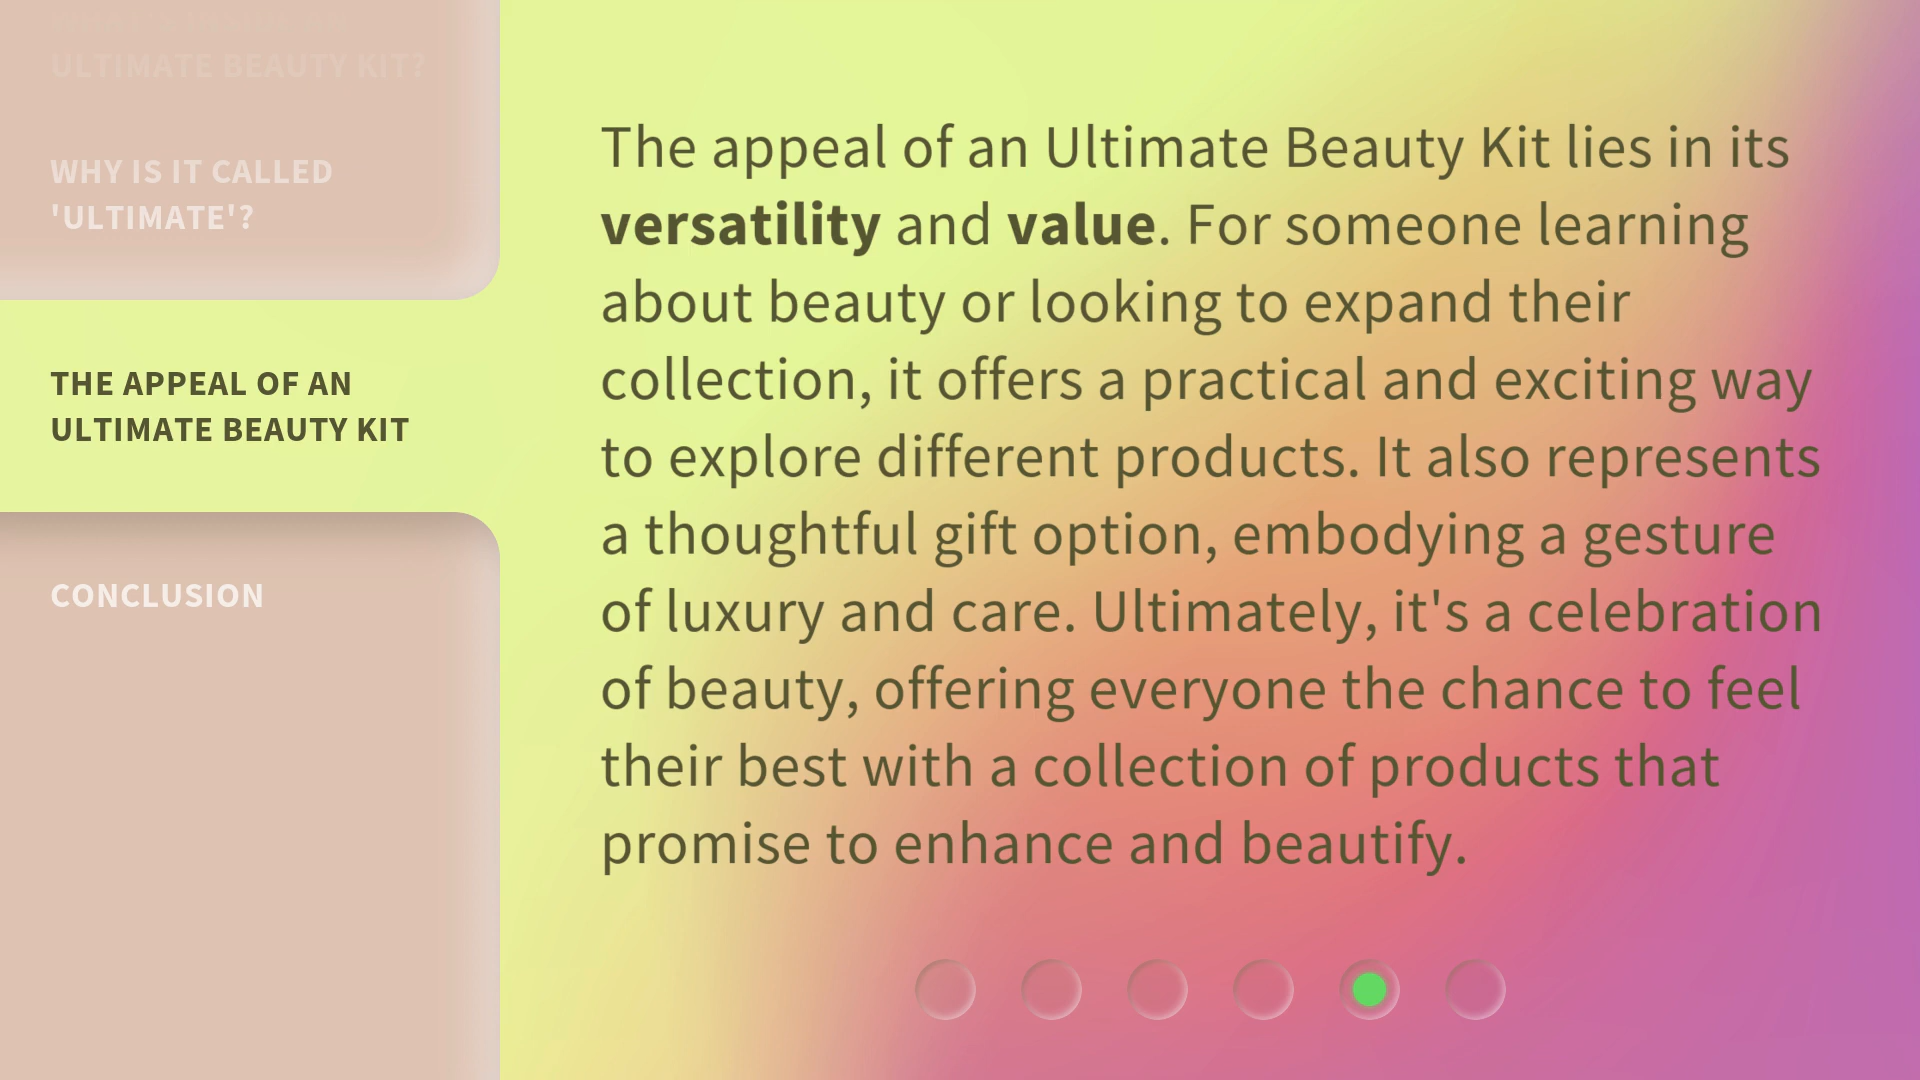 ULTIMATE BEAUTY KIT?
WHY IS IT CALLED
'ULTIMATE'?
THE APPEAL OF AN
ULTIMATE BEAUTY KIT
CONCLUSION
The appeal of an Ultimate Beauty Kit lies in its
versatility and value. For someone learning
about beauty or looking to expand their
collection, it offers a practical and exciting way
to explore different products. It also represents
a thoughtful gift option, embodying a gesture
of luxury and care. Ultimately, it's a celebration
of beauty, offering everyone the chance to feel
their best with a collection of products that
promise to enhance and beautify.